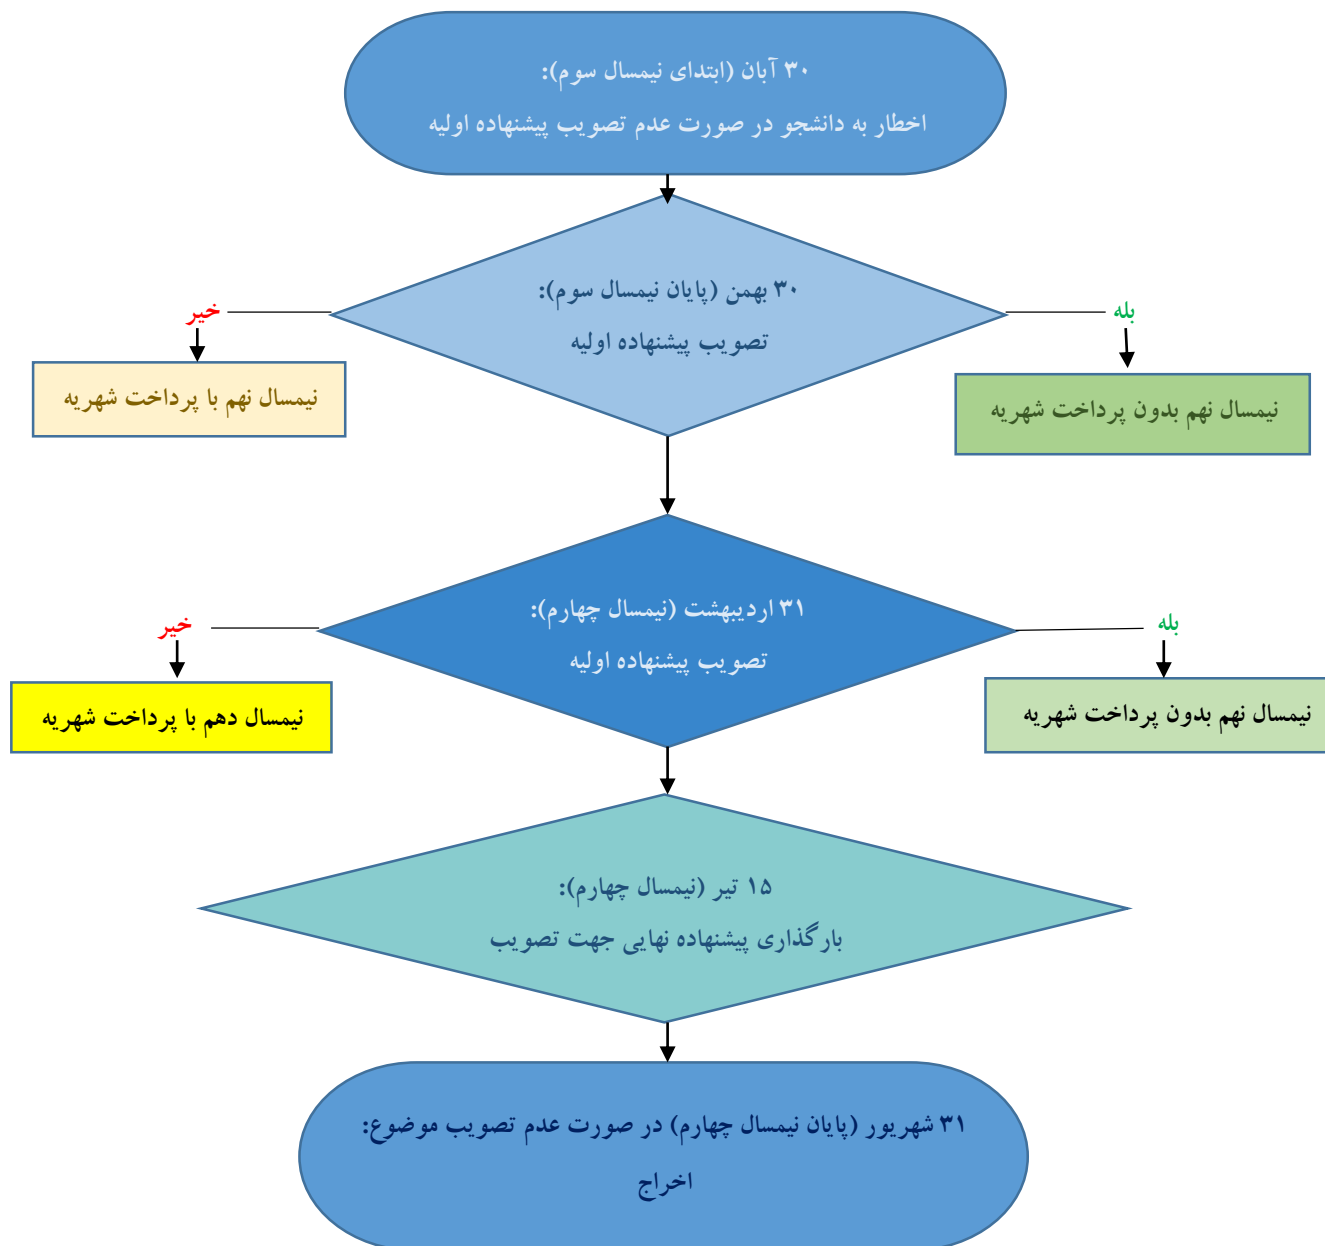 ۳۰ آبان (ابتدای نیمسال سوم):
اخطار به دانشجو در صورت عدم تصویب پیشنهاده اولیه
۳۰ بهمن (پایان نیمسال سوم):
تصویب پیشنهاده اولیه
بله
نیمسال نهم بدون پرداخت شهریه
خیر
نیمسال نهم با پرداخت شهریه
۳۱ اردیبهشت (نیمسال چهارم):
تصویب پیشنهاده اولیه
بله
نیمسال نهم بدون پرداخت شهریه
خیر
نیمسال دهم با پرداخت شهریه
۱۵ تیر (نیمسال چهارم):
بارگذاری پیشنهاده نهایی جهت تصویب
۳۱ شهریور (پایان نیمسال چهارم) در صورت عدم تصویب موضوع:
اخراج